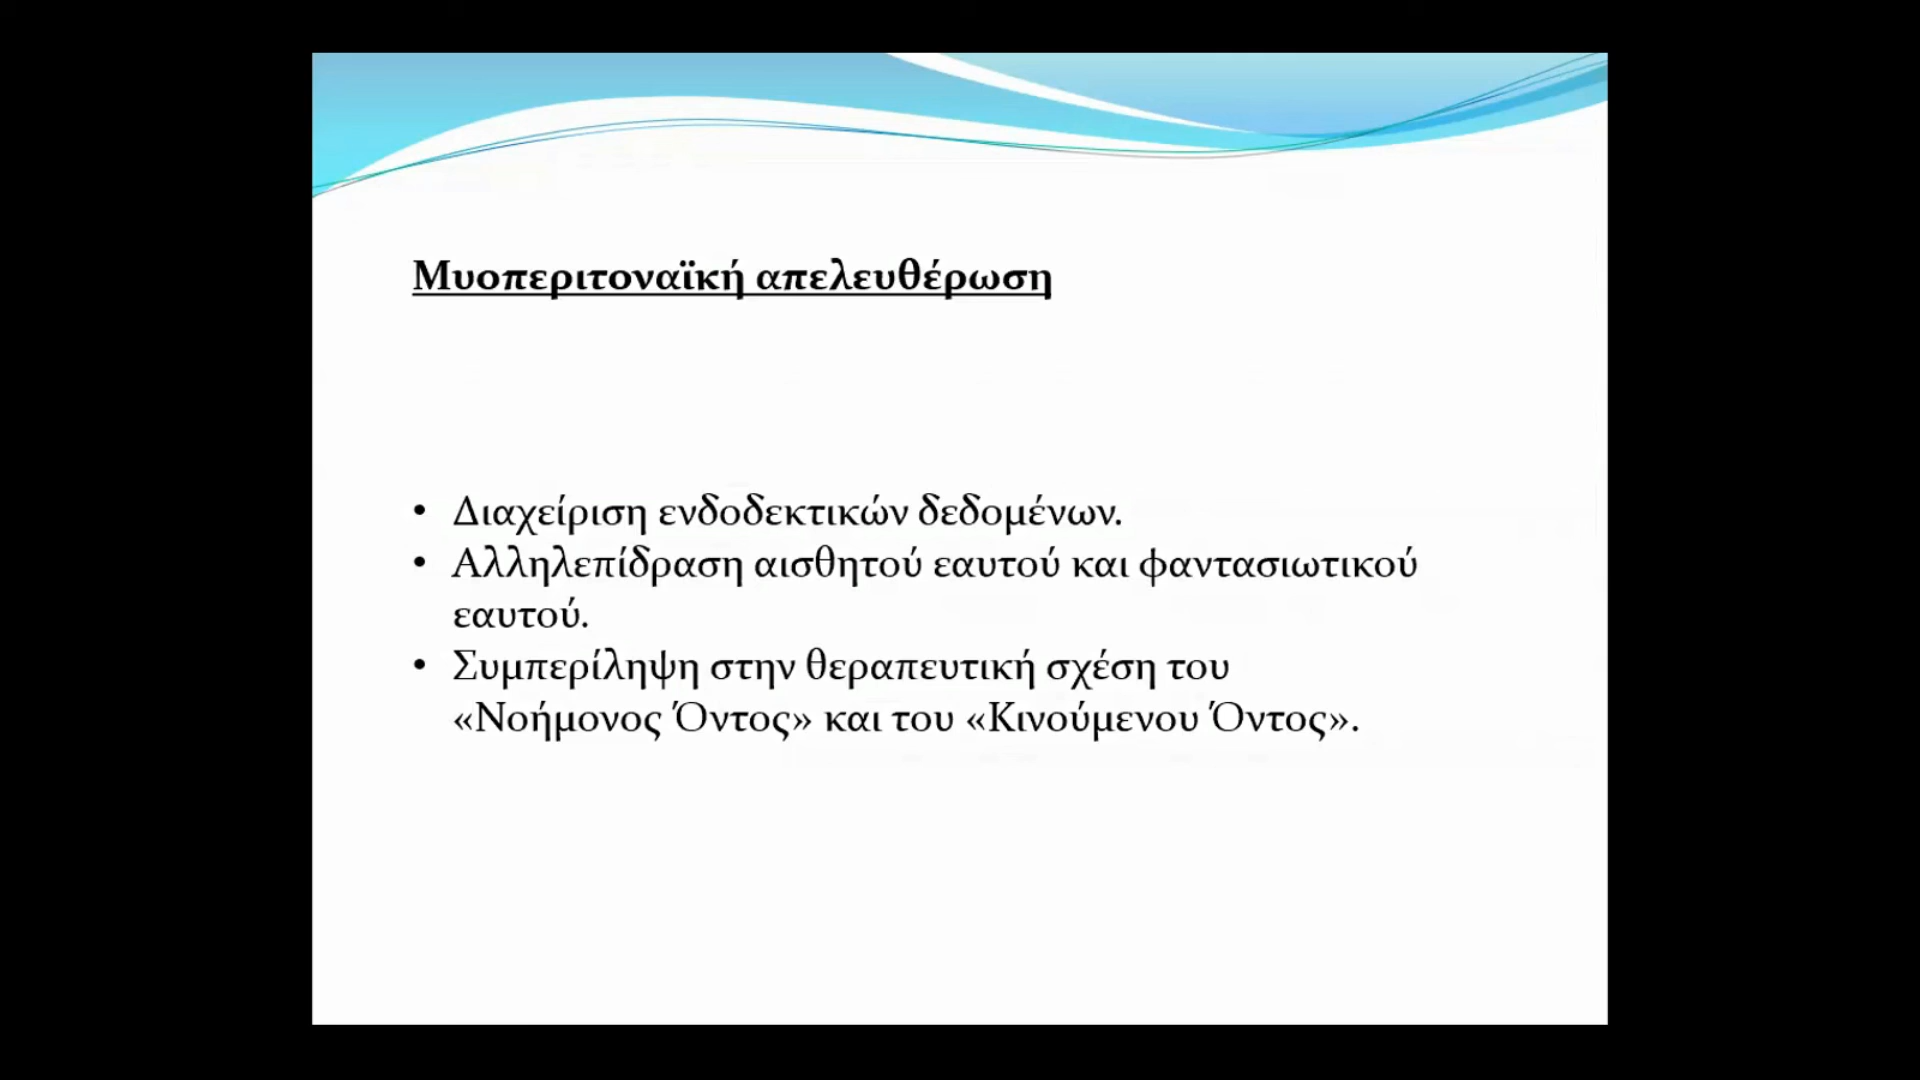 Μυοπεριτοναϊκή απελευθέρωση
• Διαχείριση ενδοδεκτικών δεδομένων.
• Αλληλεπίδραση αισθητού εαυτού και φαντασιωτικού
εαυτού.
• Συμπερίληψη στην θεραπευτική σχέση του
«Νοήμονος Όντος» και του «Κινούμενου Όντος».